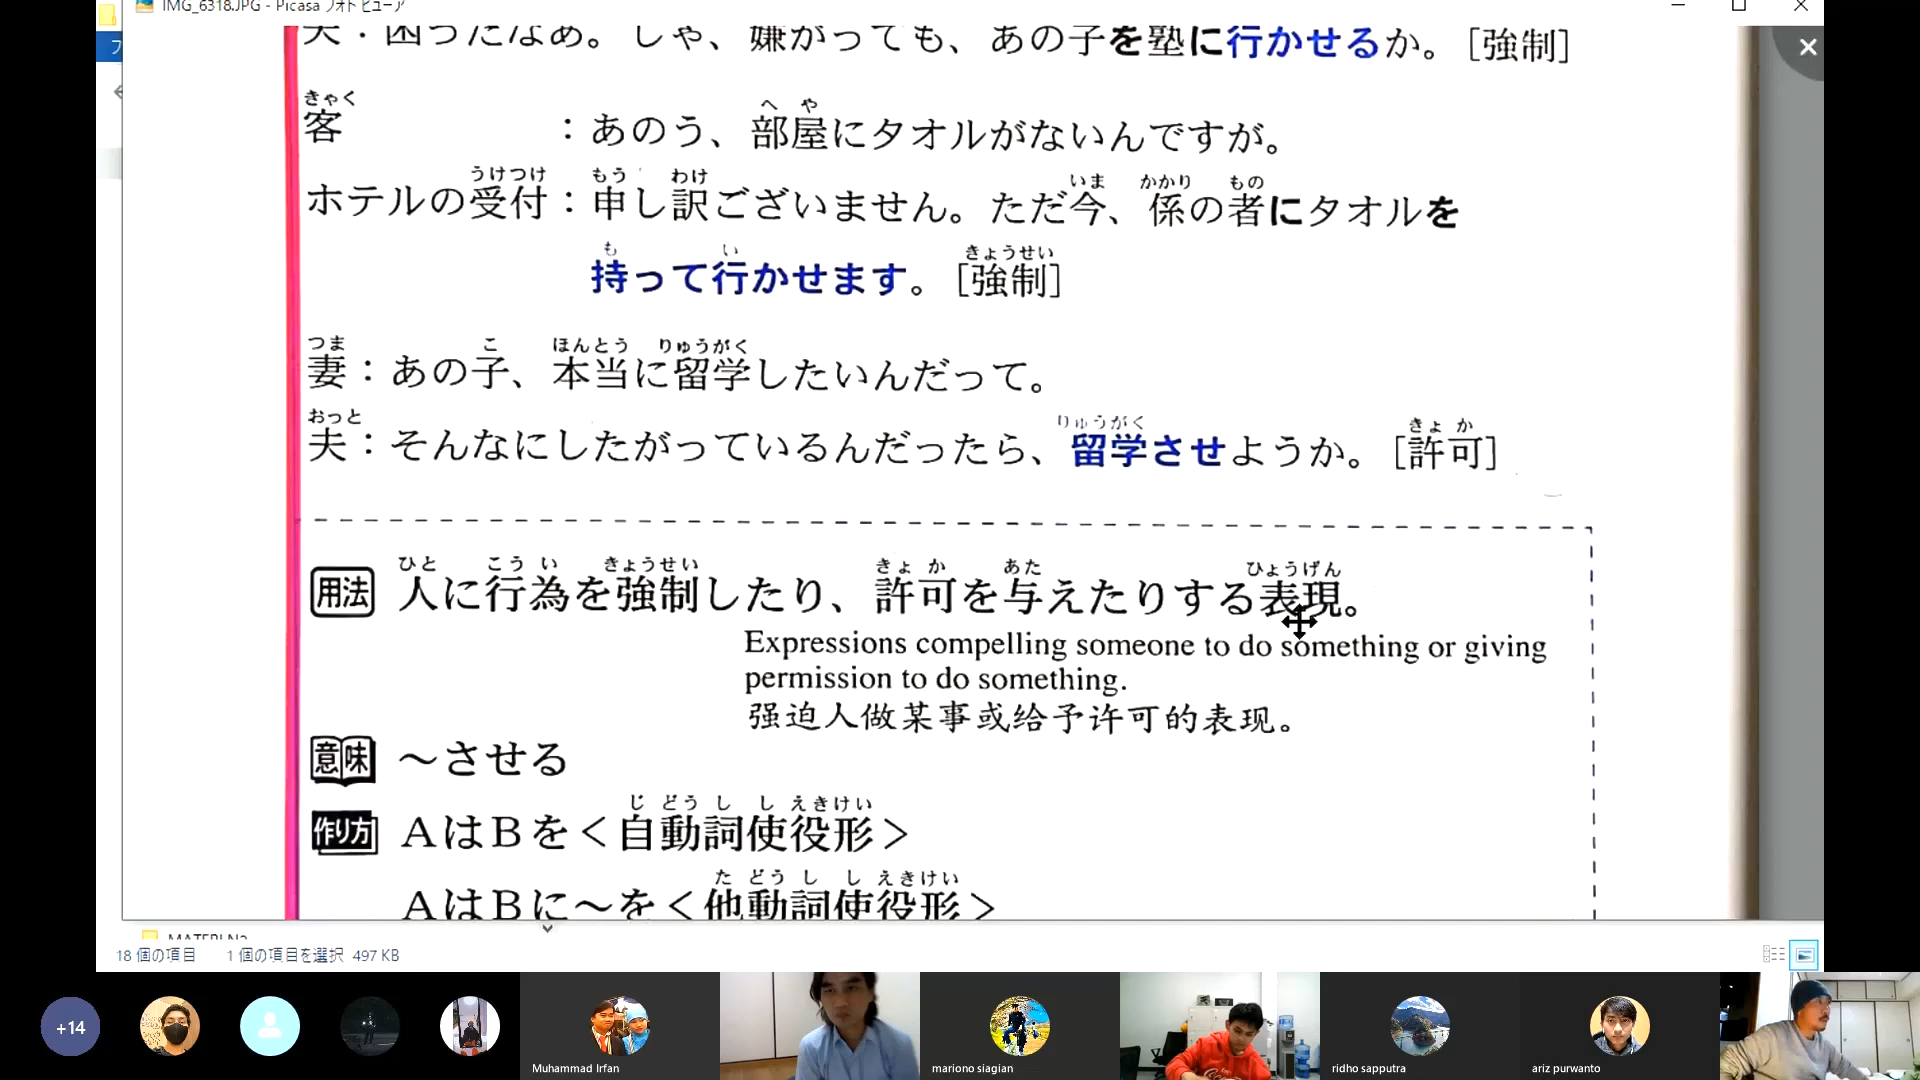 IMG_6318.JPG - Picasa フォト ビューア
夫：困ったなあ。じゃ、嫌がっても、あの子を塾に行かせるか。［強制］
きゃく へ や
客 ：あのう、部屋にタオルがないんですが。
うけつけ もう わけ いま かかり もの
ホテルの受付：申し訳ございません。ただ今、係の者にタオルを
も い きょうせい
持って行かせます。［強制］
つま こ ほんとう りゅうがく
妻：あの子、本当に留学したいんだって。
おっと りゅうがく きょ か
夫：そんなにしたがっているんだったら、留学させようか。［許可］
ひと こう い きょうせい きょ か あた ひょうげん
用法 人に行為を強制したり、許可を与えたりする表現。
Expressions compelling someone to do something or giving
permission to do something.
强迫人做某事或给予许可的表现。
意味 ～させる
じ どう し し えきけい
作り方 AはBを＜自動詞使役形＞
た どう し し えきけい
AはBに～を＜他動詞使役形＞
18 個の項目 1 個の項目を選択 497 KB
+14
Muhammad Irfan
mariono siagian
ridho sapputra
ariz purwanto